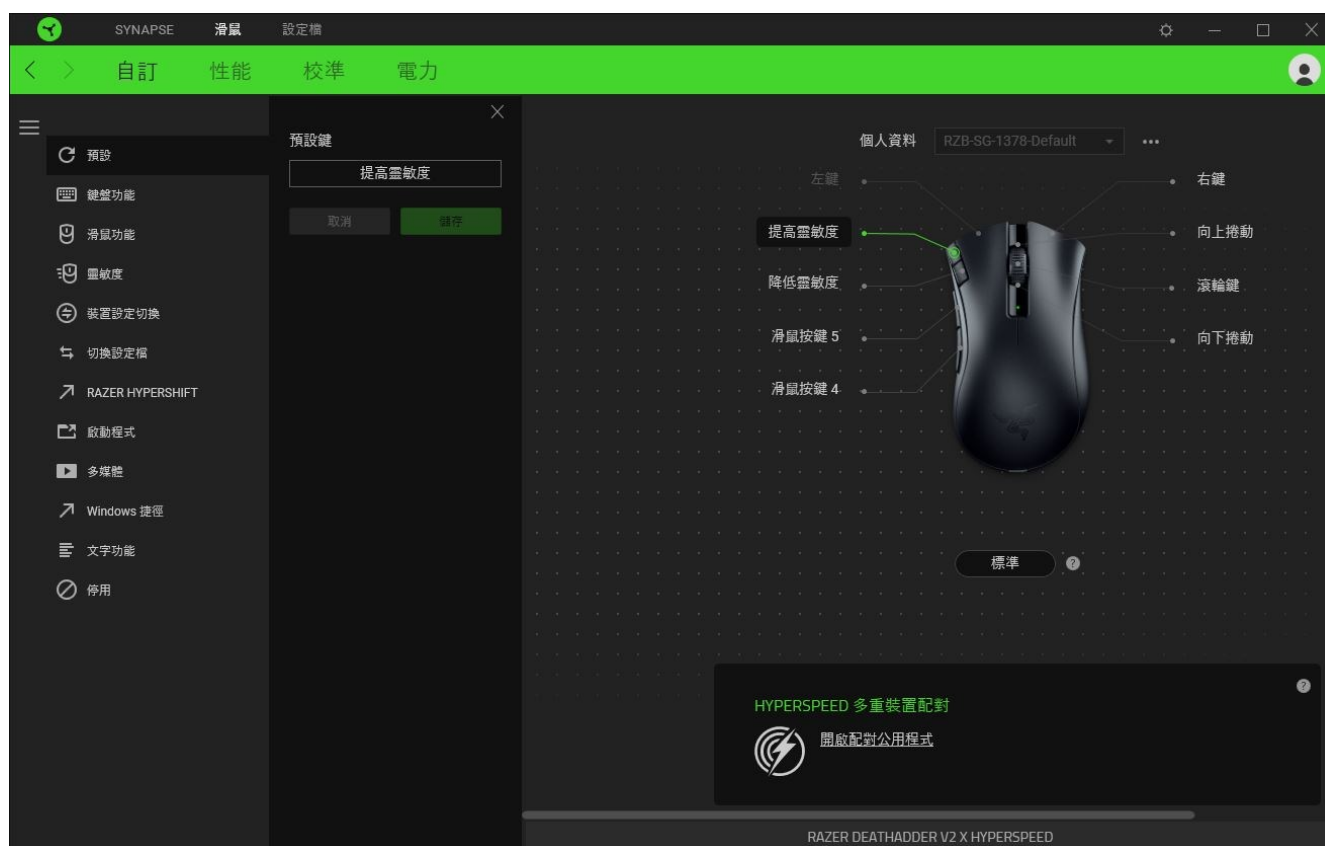 SYNAPSE 滑鼠 設定檔
自訂 性能 校準 電力
預設
鍵盤功能
滑鼠功能
靈敏度
裝置設定切換
切換設定檔
RAZER HYPERSHIFT
啟動程式
多媒體
Windows 捷徑
文字功能
停用
預設鍵
提高靈敏度
取消 儲存
個人資料 RZB-SG-1378-Default
左鍵
提高靈敏度
降低靈敏度
滑鼠按鍵 5
滑鼠按鍵 4
右鍵
向上捲動
滾輪鍵
向下捲動
標準 ?
?
HYPERSPEED 多重裝置配對
開啟配對公用程式
RAZER DEATHADDER V2 X HYPERSPEED